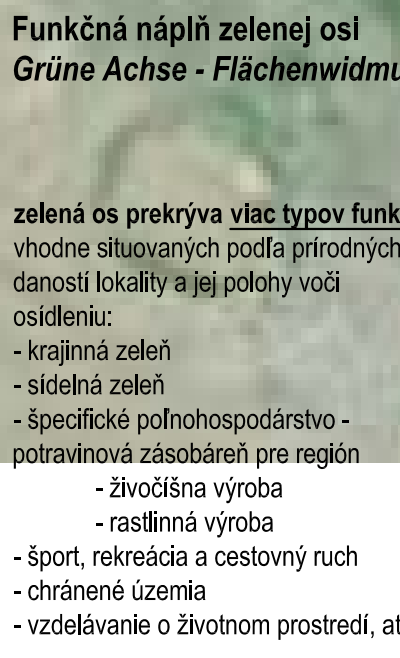 Funkčná náplň zelenej osi
Grüne Achse - Flächenwidmu
zelená os prekrýva viac typov funk
vhodne situovaných podľa prírodných
daností lokality a jej polohy voči
osídleniu:
- krajinná zeleň
- sídelná zeleň
- špecifické poľnohospodárstvo -
potravinová zásobáreň pre región
- živočíšna výroba
- rastlinná výroba
- šport, rekreácia a cestovný ruch
- chránené územia
- vzdelávanie o životnom prostredí, at